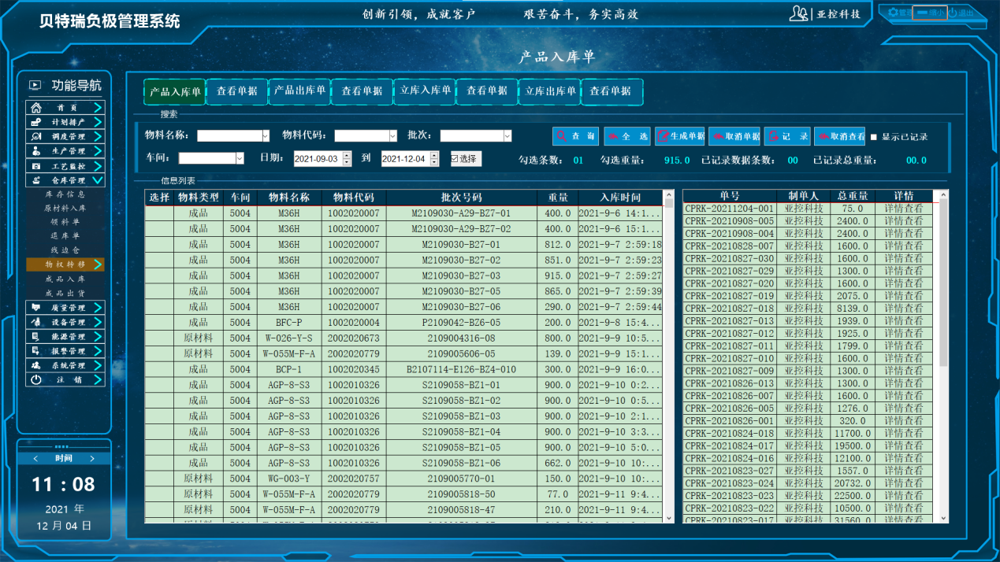 贝特瑞负极管理系统
创新引领，成就客户 艰苦奋斗，务实高效
亚控科技
管理 缩小 退出
产品入库单
功能导航
首 页
计划排产
调度管理
生产管理
工艺监控
仓库管理
库存信息
原材料入库
领料单
退库单
线边仓
物权转移
成品入库
成品出货
质量管理
设备管理
能源管理
报警管理
系统管理
注 销
时间
11 : 08
2021 年
12 月 04 日
产品入库单 查看单据 产品出库单 查看单据 立库入库单 查看单据 立库出库单 查看单据
搜索
物料名称： 物料代码： 批次： 查 询 全 选 生成单据 取消单据 记 录 取消查看 显示已记录
车间： 日期： 2021-09-03 到 2021-12-04 选择 勾选条数： 01 勾选重量： 915.0 已记录数据条数： 00 已记录总重量： 00.0
信息列表
选择 物料类型 车间 物料名称 物料代码 批次号码 重量 入库时间
成品 5004 M36H 1002020007 M2109030-A29-BZ7-01 400.0 2021-9-6 14:1...
成品 5004 M36H 1002020007 M2109030-A29-BZ7-02 400.0 2021-9-6 15:1...
成品 5004 M36H 1002020007 M2109030-B27-01 812.0 2021-9-7 2:59:18
成品 5004 M36H 1002020007 M2109030-B27-02 851.0 2021-9-7 2:59:23
成品 5004 M36H 1002020007 M2109030-B27-03 915.0 2021-9-7 2:59:27
成品 5004 M36H 1002020007 M2109030-B27-05 865.0 2021-9-7 2:59:39
成品 5004 M36H 1002020007 M2109030-B27-06 290.0 2021-9-7 2:59:44
成品 5004 BFC-P 1002020004 P2109042-BZ6-05 200.0 2021-9-8 15:4...
原材料 5004 W-026-Y-S 2002020673 2109004316-08 800.0 2021-9-9 10:5...
原材料 5004 W-055M-F-A 2002020779 2109005606-05 139.0 2021-9-9 15:1...
成品 5004 BCP-1 1002020345 B2107114-E126-BZ4-010 300.0 2021-9-9 16:0...
成品 5004 AGP-8-S3 1002010326 S2109058-BZ1-01 900.0 2021-9-10 0:2...
成品 5004 AGP-8-S3 1002010326 S2109058-BZ1-02 900.0 2021-9-10 0:5...
成品 5004 AGP-8-S3 1002010326 S2109058-BZ1-03 900.0 2021-9-10 2:1...
成品 5004 AGP-8-S3 1002010326 S2109058-BZ1-04 900.0 2021-9-10 3:3...
成品 5004 AGP-8-S3 1002010326 S2109058-BZ1-05 900.0 2021-9-10 5:0...
成品 5004 AGP-8-S3 1002010326 S2109058-BZ1-06 662.0 2021-9-10 10:...
原材料 5004 WG-003-Y 2002020757 2109005770-01 150.0 2021-9-10 10:...
原材料 5004 W-055M-F-A 2002020779 2109005818-50 77.0 2021-9-11 9:4...
原材料 5004 W-055M-F-A 2002020779 2109005818-47 210.0 2021-9-11 9:4...
单号 制单人 总重量 详情
CPRK-20211204-001 亚控科技 75.0 详情查看
CPRK-20210908-005 亚控科技 2400.0 详情查看
CPRK-20210908-004 亚控科技 2400.0 详情查看
CPRK-20210828-007 亚控科技 1600.0 详情查看
CPRK-20210827-030 亚控科技 1600.0 详情查看
CPRK-20210827-029 亚控科技 1300.0 详情查看
CPRK-20210827-020 亚控科技 1600.0 详情查看
CPRK-20210827-019 亚控科技 2075.0 详情查看
CPRK-20210827-018 亚控科技 8139.0 详情查看
CPRK-20210827-013 亚控科技 1939.0 详情查看
CPRK-20210827-012 亚控科技 1925.0 详情查看
CPRK-20210827-011 亚控科技 1799.0 详情查看
CPRK-20210827-010 亚控科技 1600.0 详情查看
CPRK-20210827-009 亚控科技 1300.0 详情查看
CPRK-20210826-013 亚控科技 1300.0 详情查看
CPRK-20210826-007 亚控科技 1600.0 详情查看
CPRK-20210826-005 亚控科技 1276.0 详情查看
CPRK-20210826-001 亚控科技 320.0 详情查看
CPRK-20210824-018 亚控科技 11700.0 详情查看
CPRK-20210824-017 亚控科技 19500.0 详情查看
CPRK-20210824-016 亚控科技 12100.0 详情查看
CPRK-20210823-027 亚控科技 1557.0 详情查看
CPRK-20210823-024 亚控科技 20732.0 详情查看
CPRK-20210823-023 亚控科技 22500.0 详情查看
CPRK-20210823-022 亚控科技 10500.0 详情查看
CPRK-20210823-017 亚控科技 31560.0 详情查看